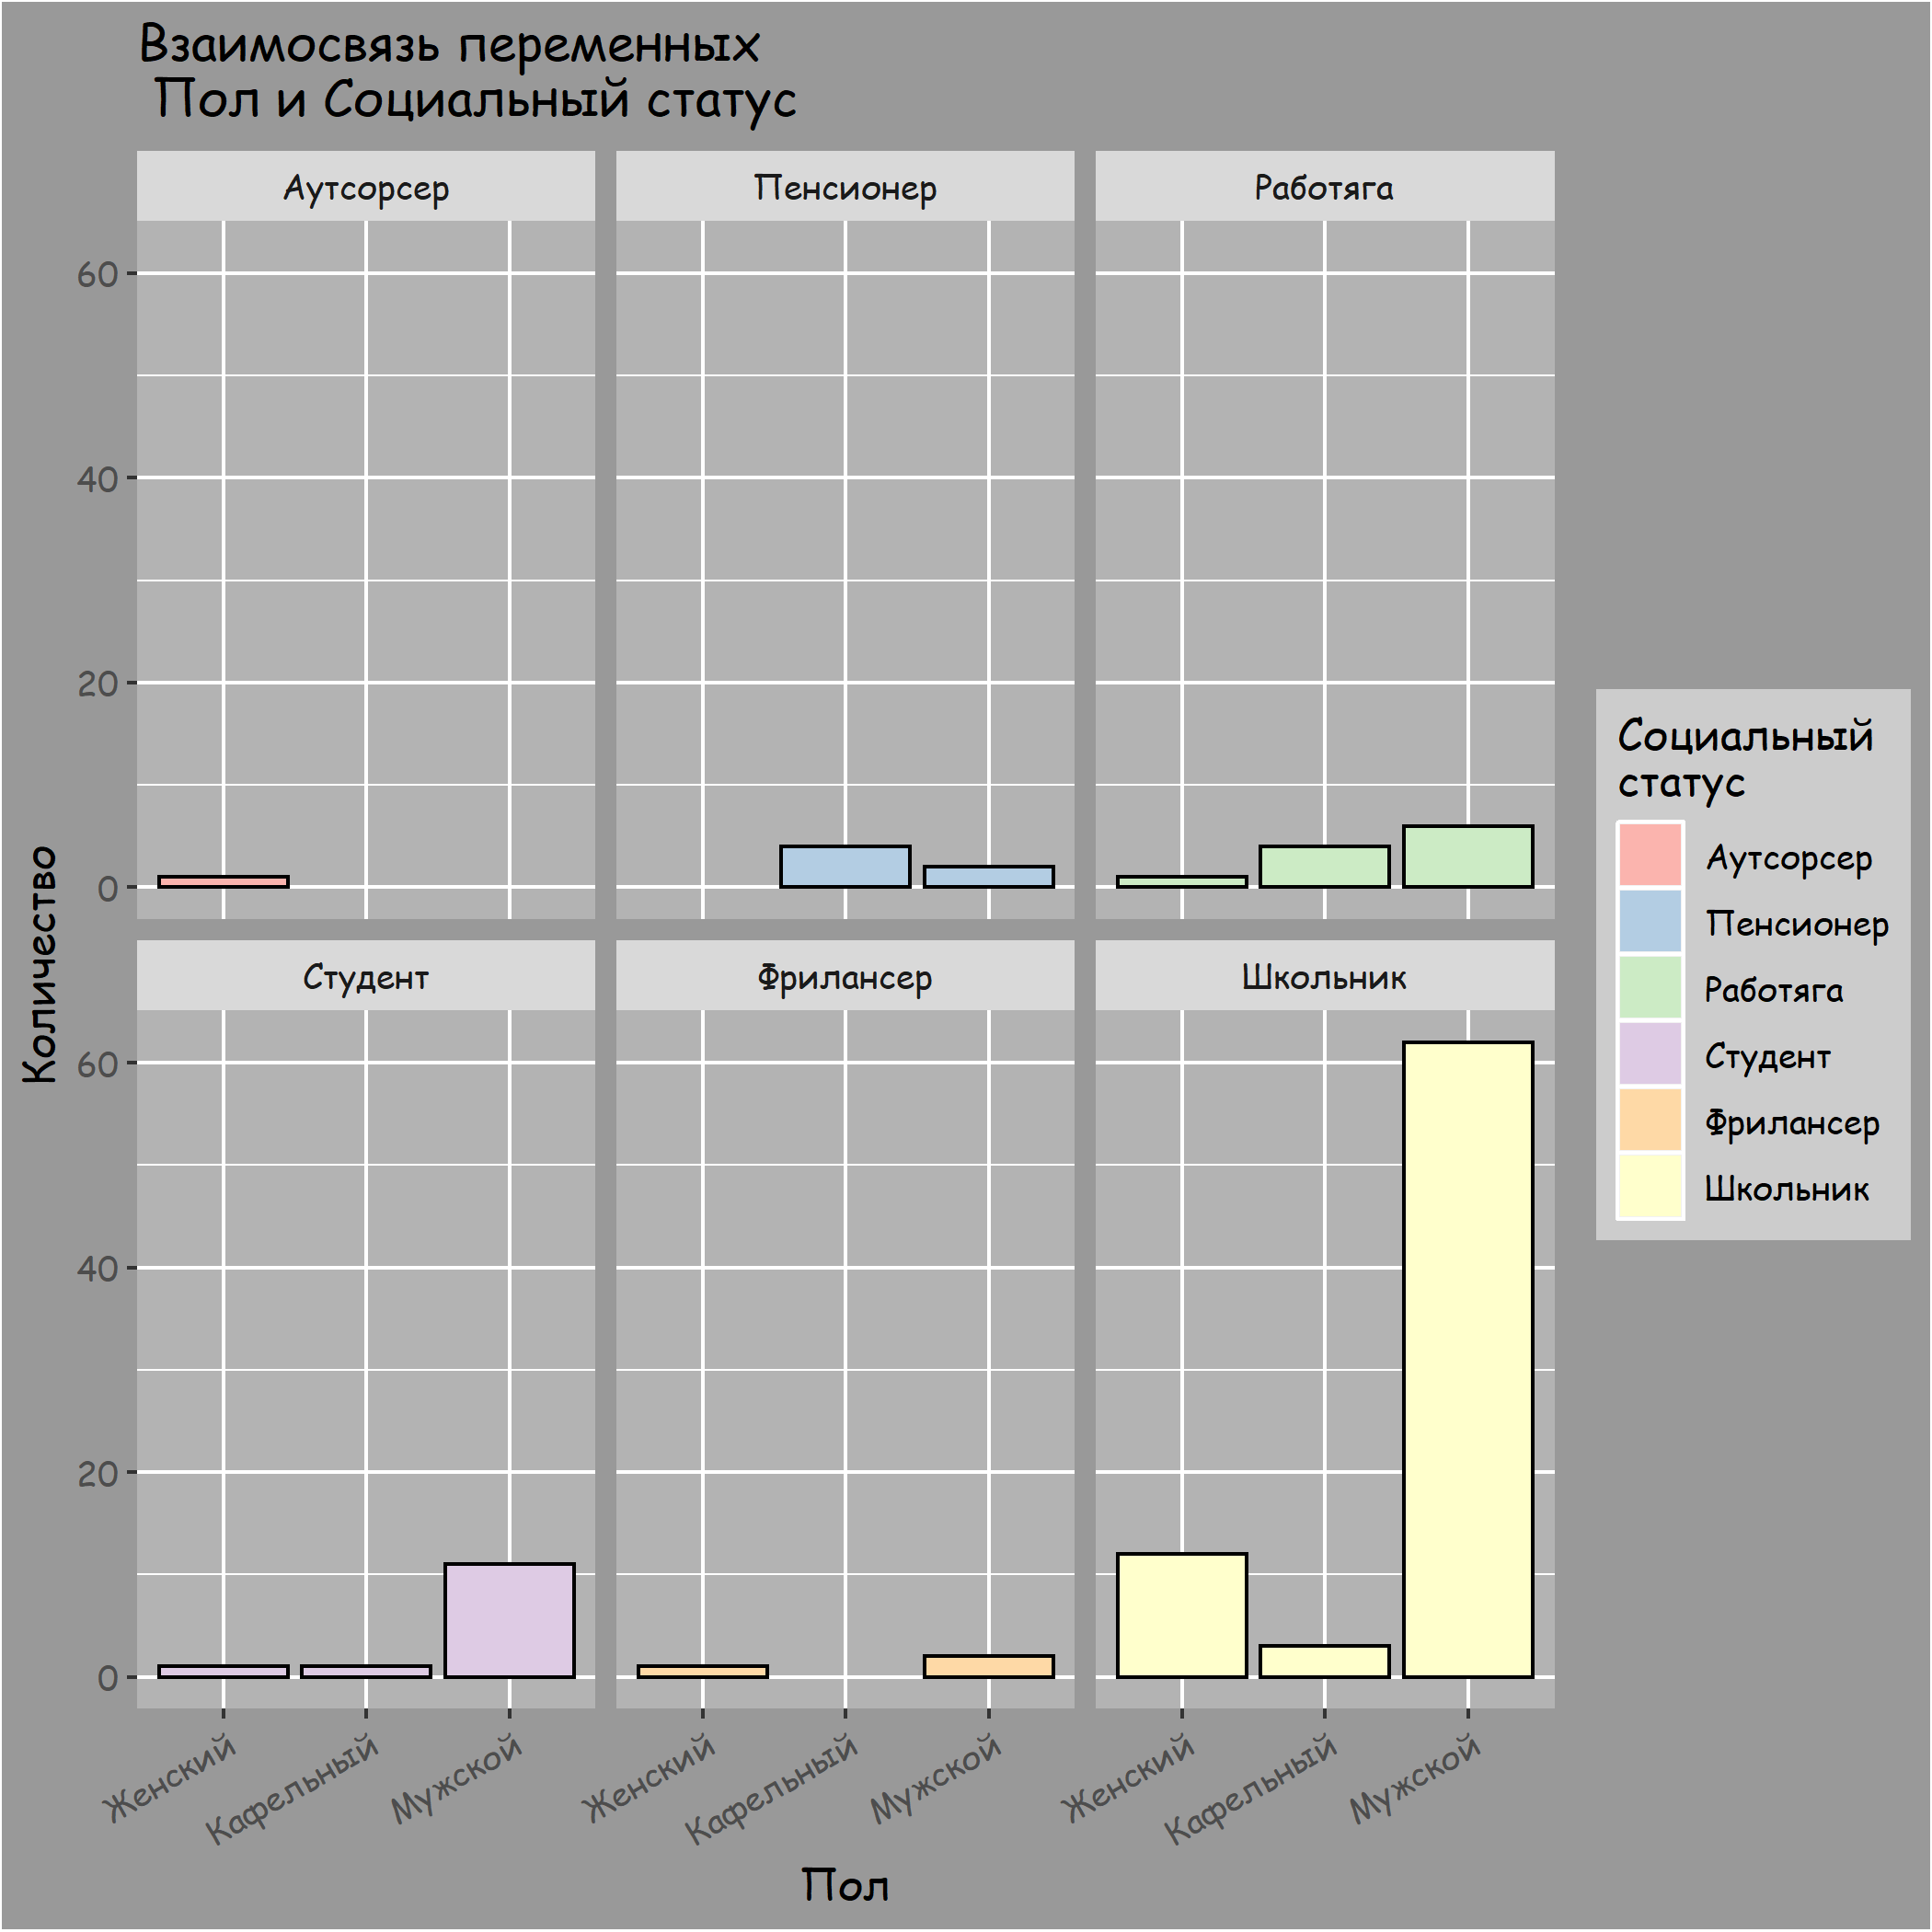 Взаимосвязь переменных
Пол и Социальный статус
Аутсорсер
Пенсионер
Работяга
60
40
20
0
Студент
Фрилансер
Школьник
60
40
20
0
Женский
Кафельный
Мужской
Женский
Кафельный
Мужской
Женский
Кафельный
Мужской
Пол
Количество
Социальный
статус
Аутсорсер
Пенсионер
Работяга
Студент
Фрилансер
Школьник